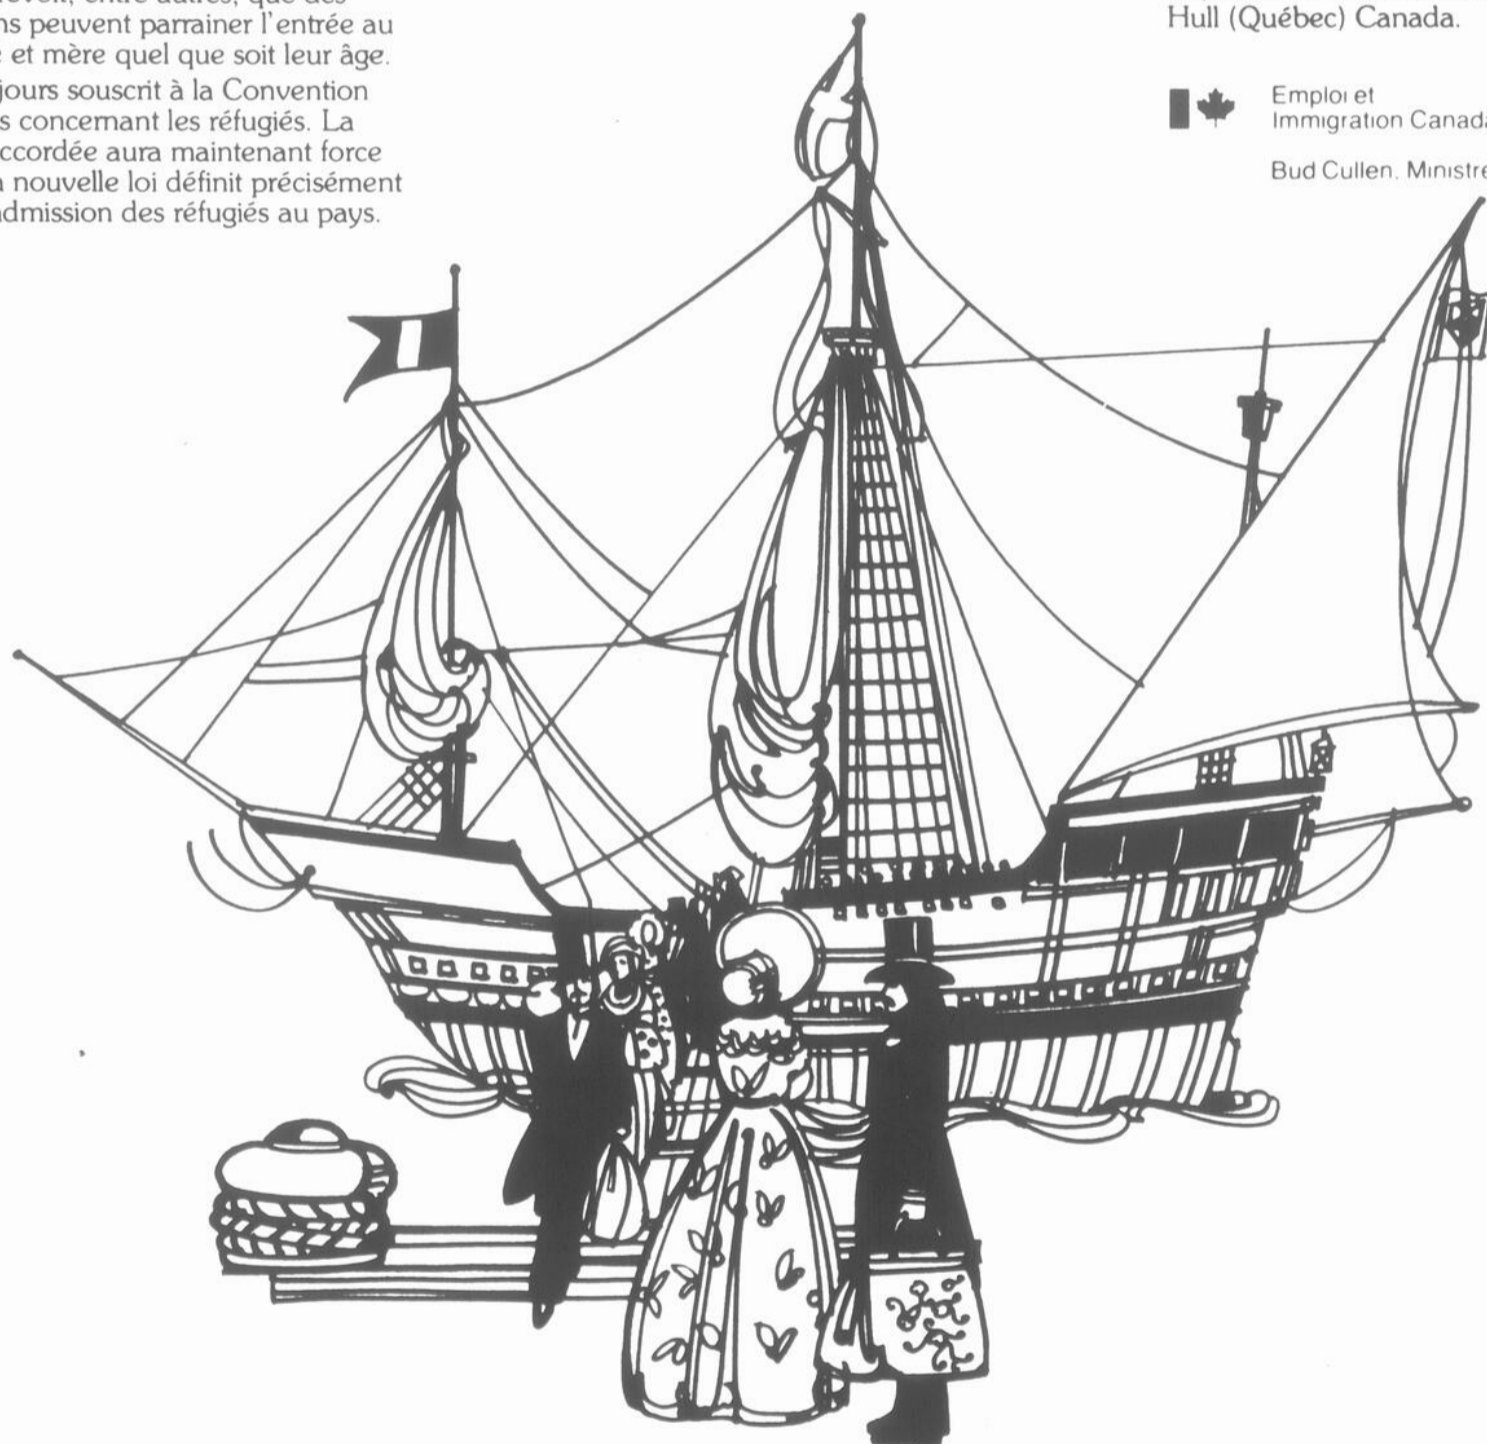 ns peuvent parrainer l'entrée au
et mère quel que soit leur âge.
jours souscrit à la Convention
s concernant les réfugiés. La
ccordée aura maintenant force
nouvelle loi définit précisément
admission des réfugiés au pays.
Hull (Québec) Canada.
Emploi et
Immigration Canada
Bud Cullen. Ministre